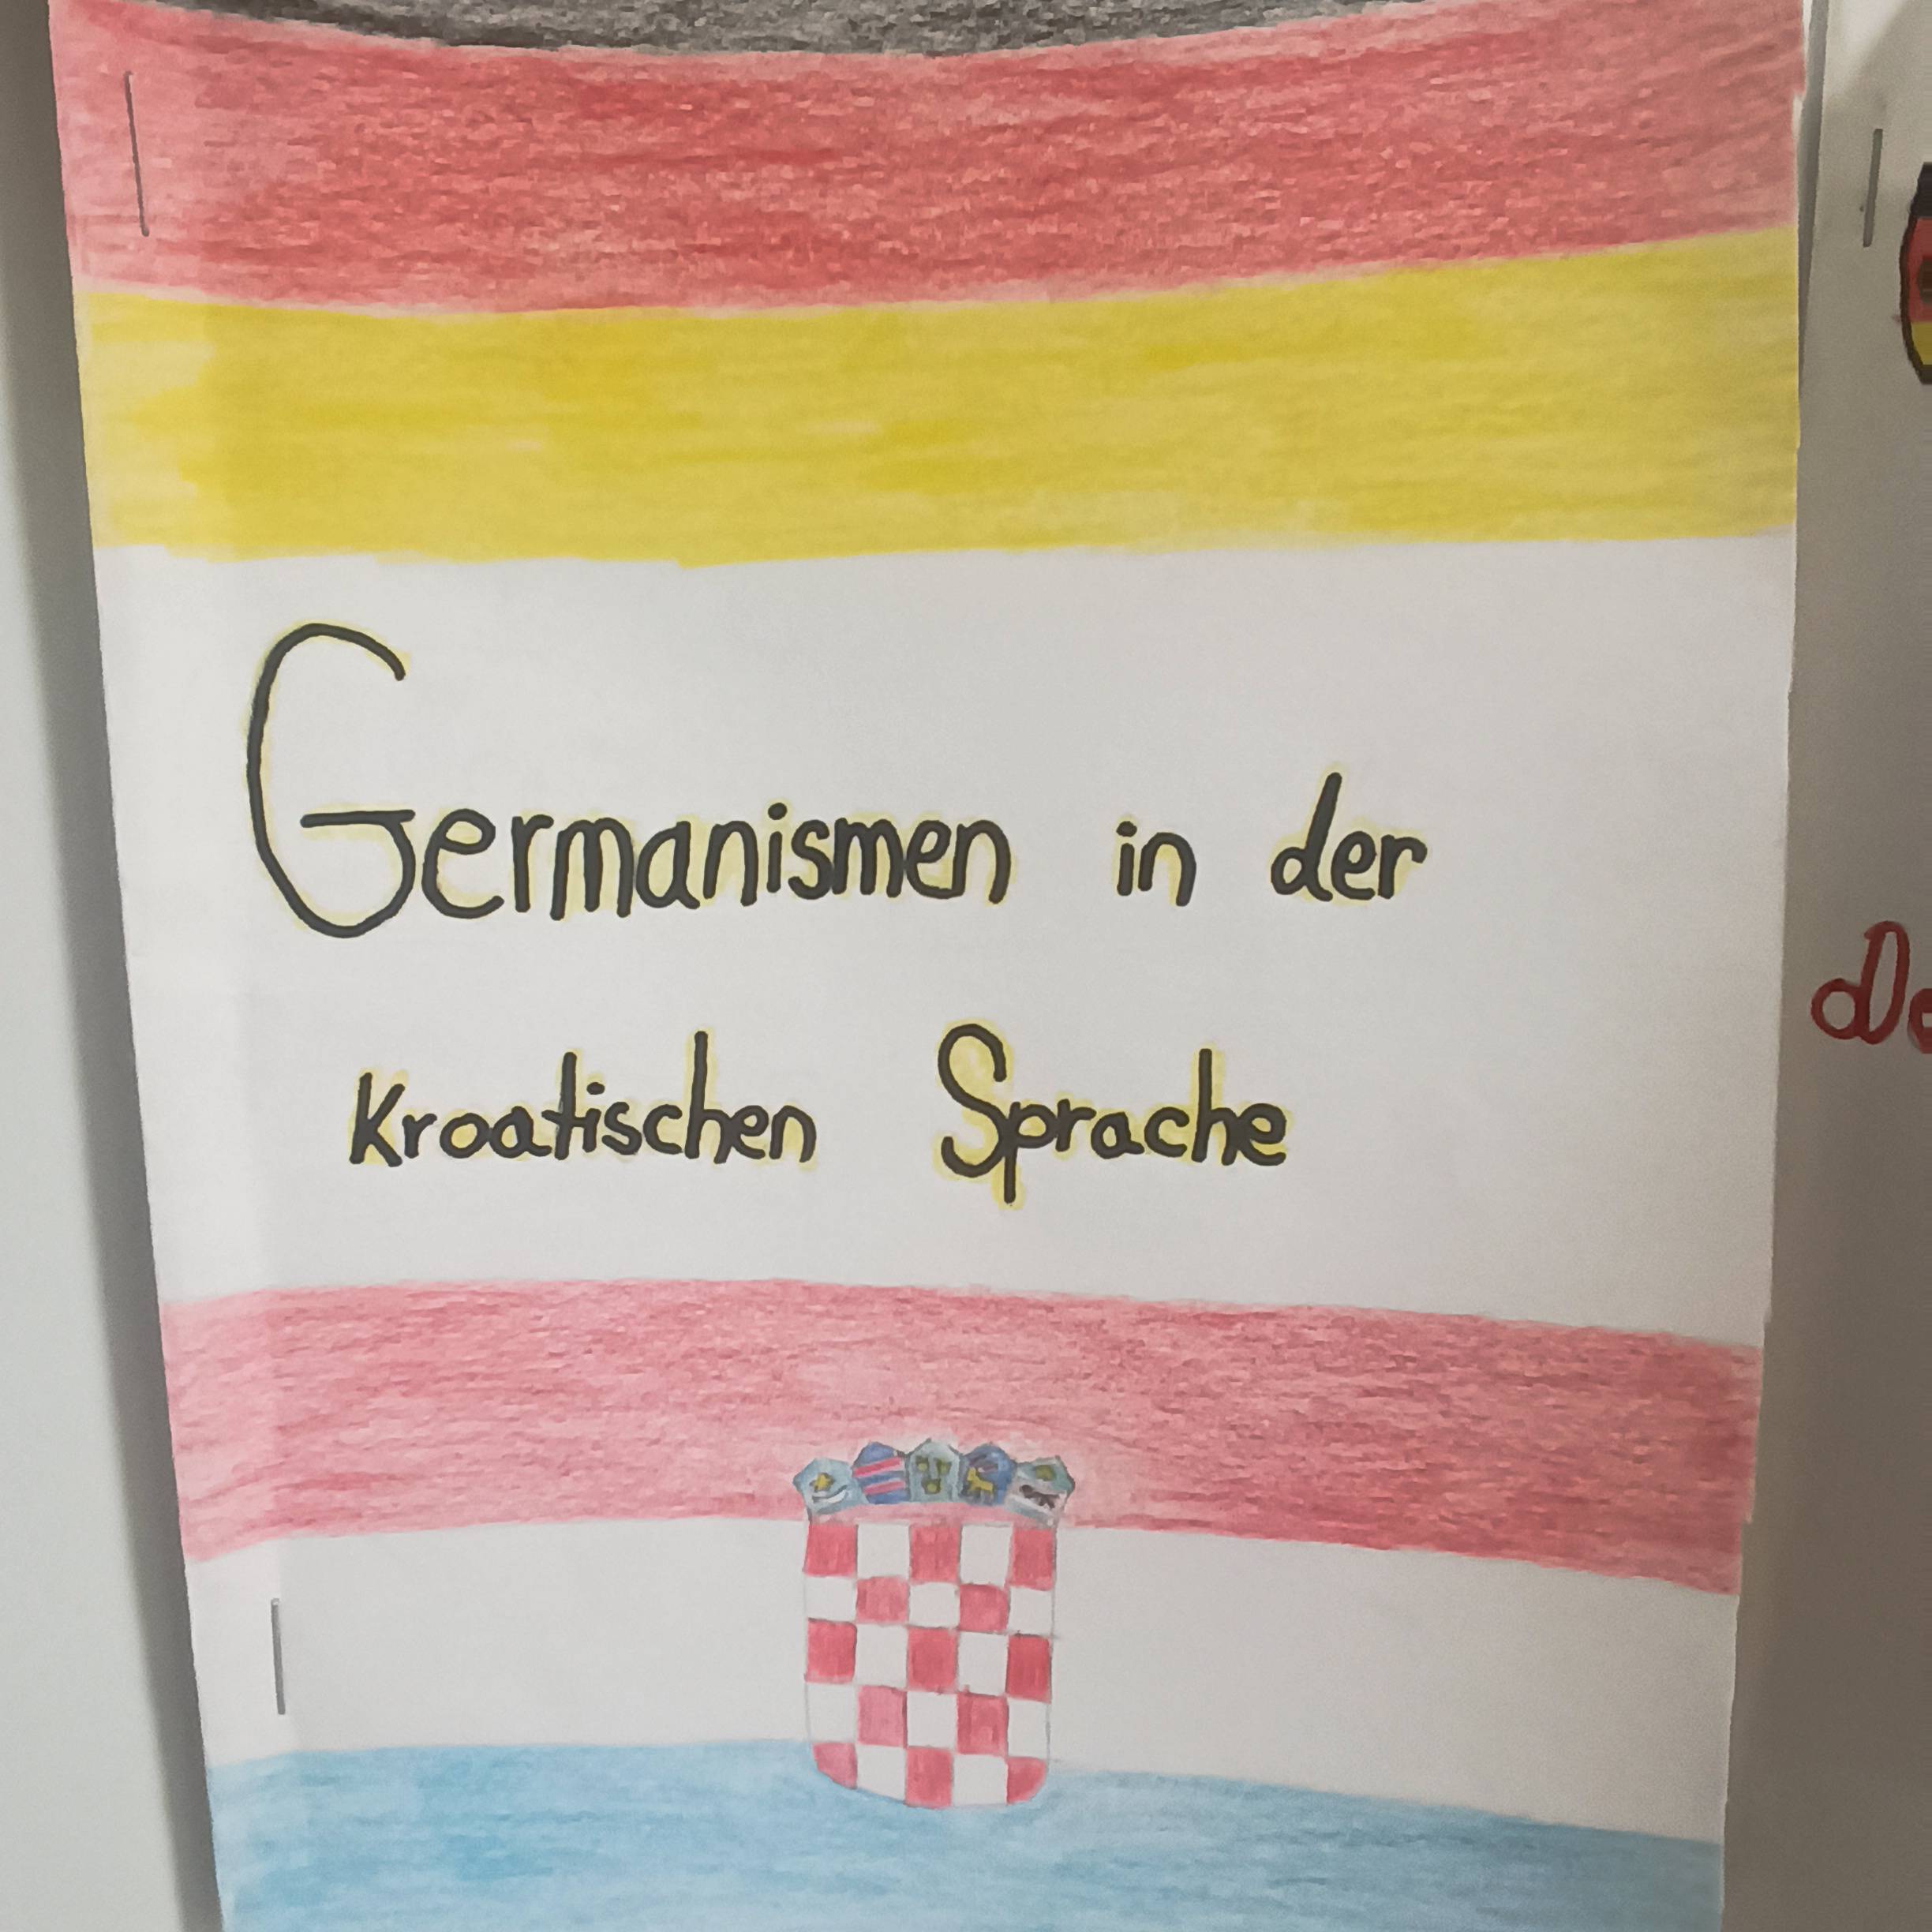 Germanismen in der
Kroatischen Sprache